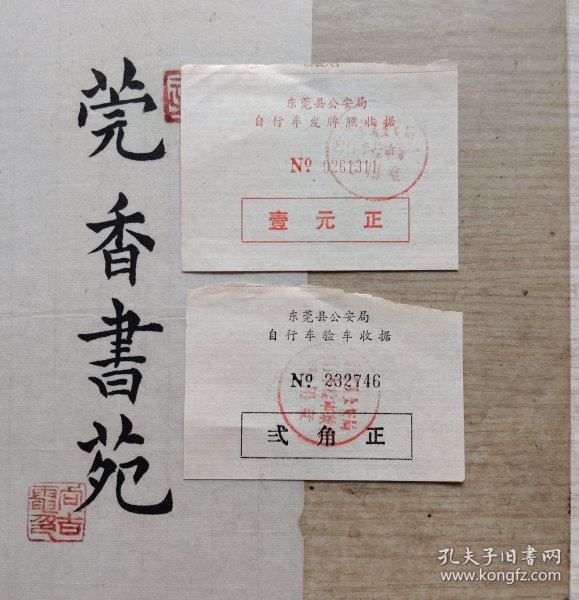 莞香書苑
东莞县公安局
自行车发牌照收据
No 0261311
壹元正
东莞县公安局
自行车验车收据
No 232746
弍角正
孔夫子旧书网
www.kongfz.com